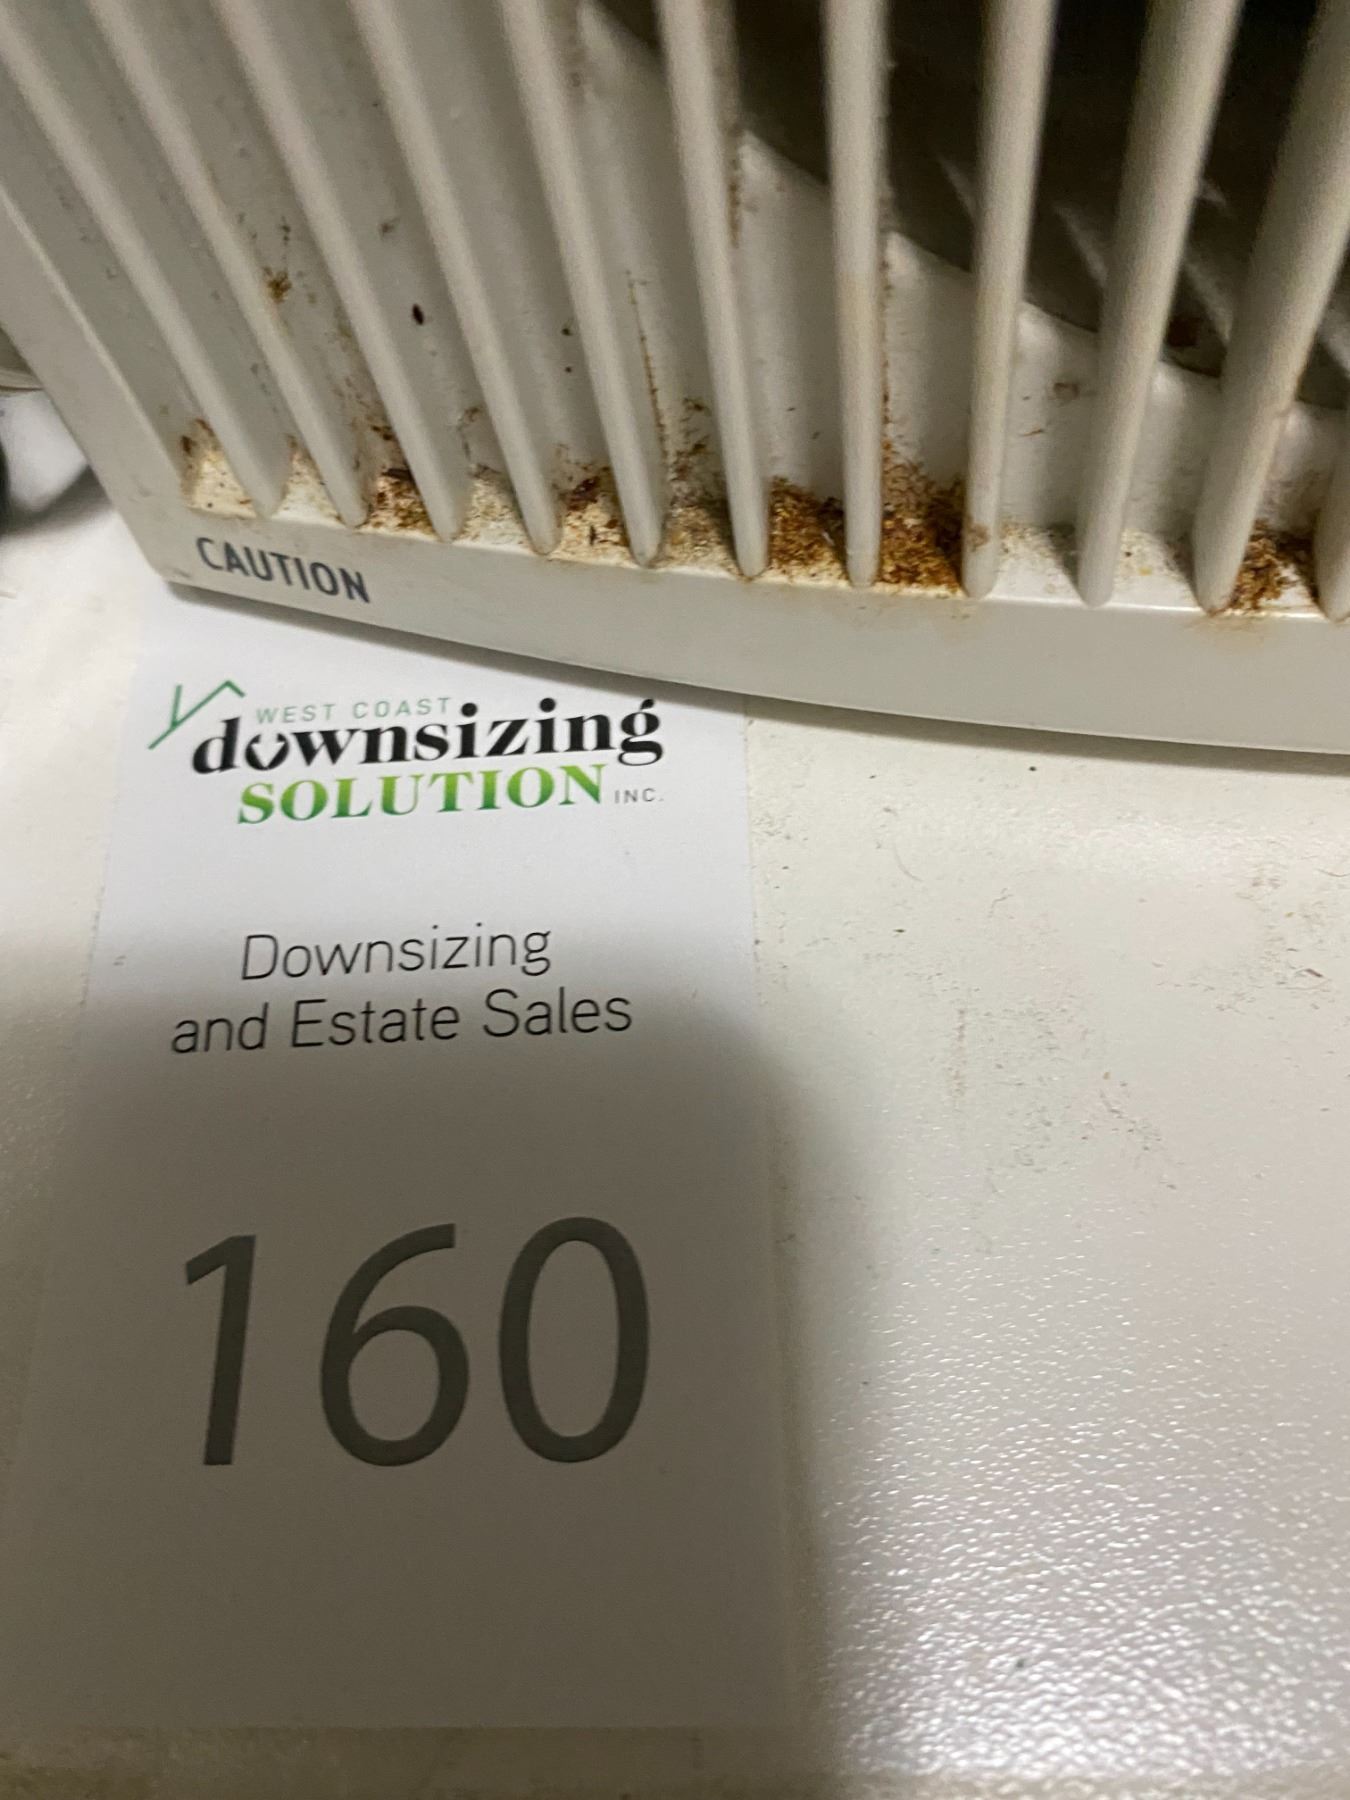 CAUTION
WEST COAST
downsizing
SOLUTION INC.
Downsizing
and Estate Sales
160